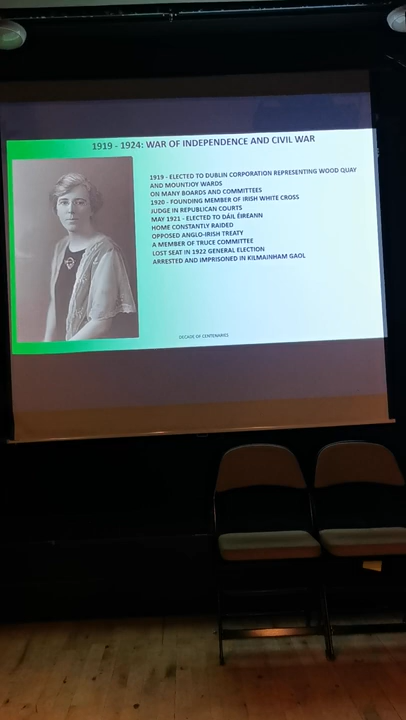 1919 - 1924: WAR OF INDEPENDENCE AND CIVIL WAR
1919 - ELECTED TO DUBLIN CORPORATION REPRESENTING WOOD QUAY
AND MOUNTJOY WARDS
ON MANY BOARDS AND COMMITTEES
1920 - FOUNDING MEMBER OF IRISH WHITE CROSS
JUDGE IN REPUBLICAN COURTS
MAY 1921 - ELECTED TO DÁIL ÉIREANN
HOME CONSTANTLY RAIDED
OPPOSED ANGLO-IRISH TREATY
A MEMBER OF TRUCE COMMITTEE
LOST SEAT IN 1922 GENERAL ELECTION
ARRESTED AND IMPRISONED IN KILMAINHAM GAOL
DECADE OF CENTENARIES